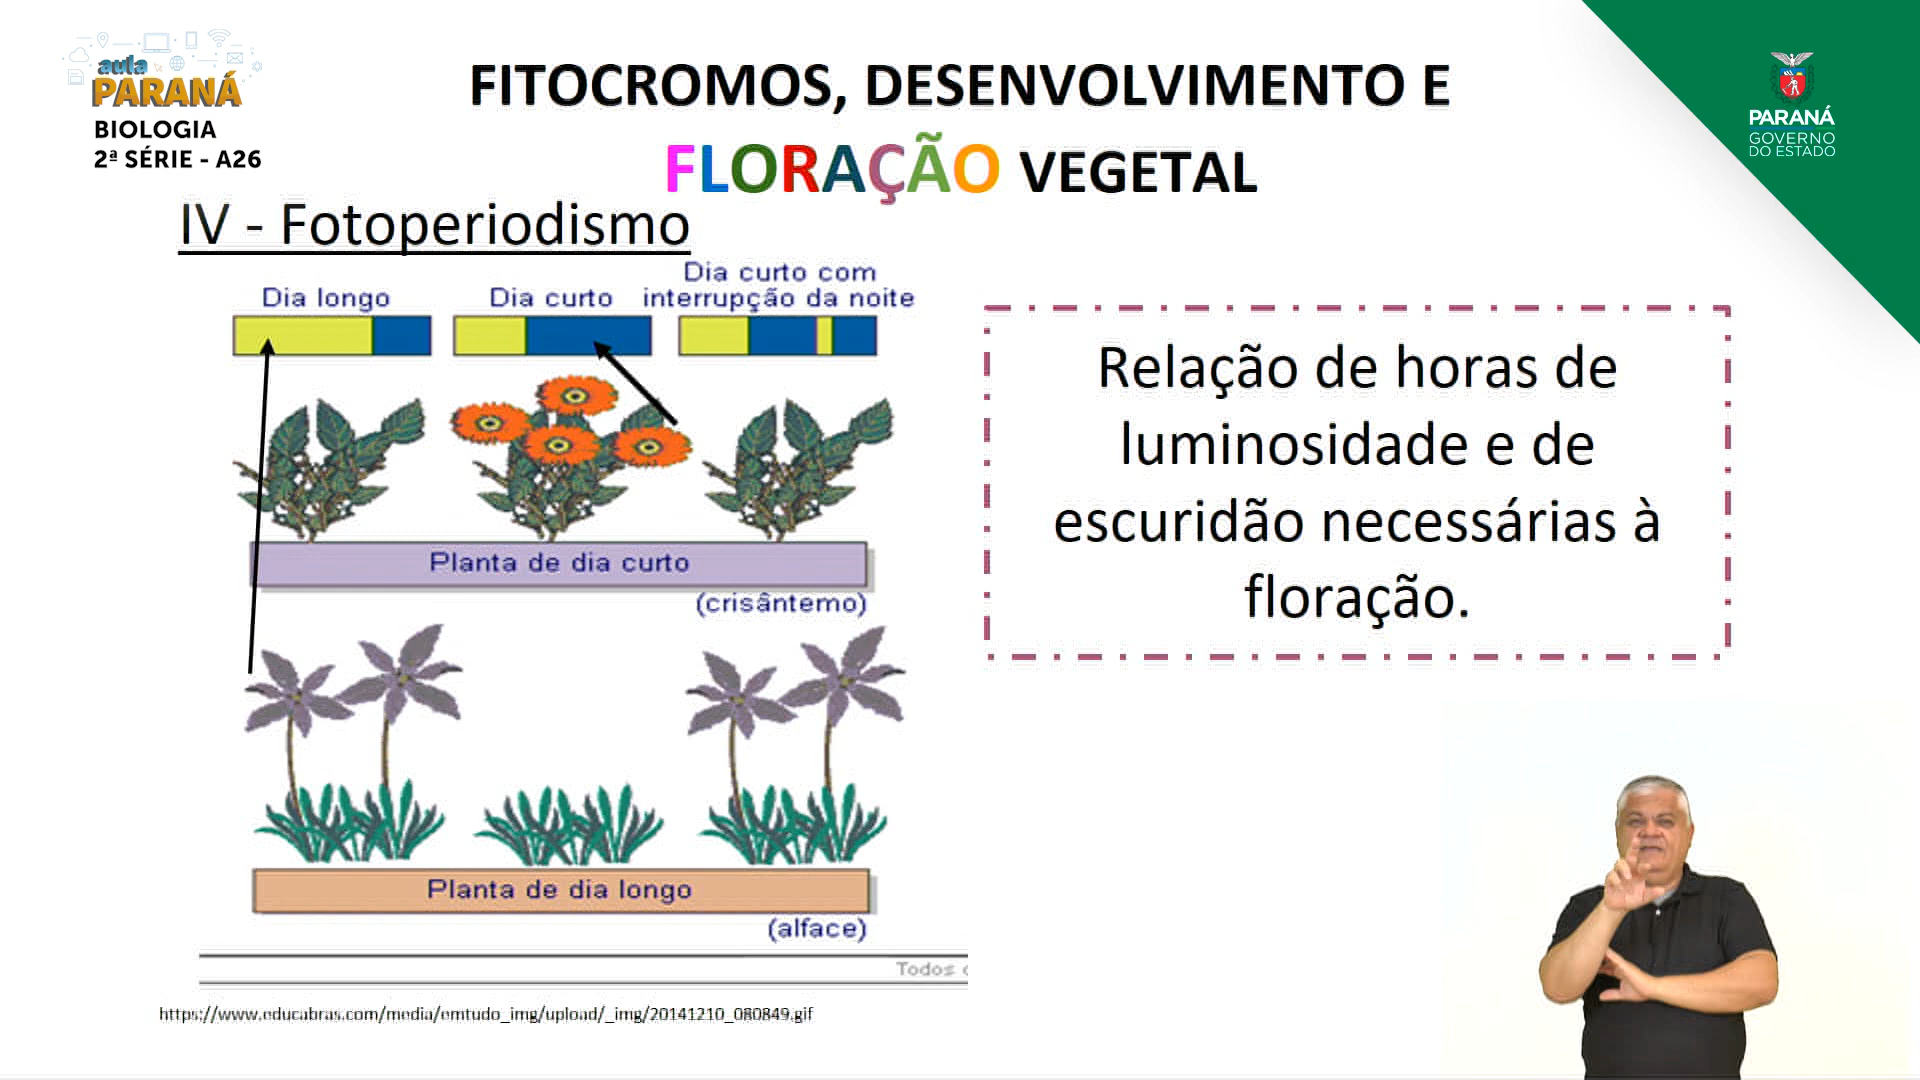 aula
PARANÁ
BIOLOGIA
2ª SÉRIE - A26
FITOCROMOS, DESENVOLVIMENTO E
FLORAÇÃO VEGETAL
PARANÁ
GOVERNO
DO ESTADO
IV - Fotoperiodismo
Dia longo
Dia curto
Dia curto com
interrupção da noite
Planta de dia curto
(crisântemo)
Planta de dia longo
(alface)
Todos
https://www.educabras.com/media/emtudo_img/upload/_img/20141210_080849.gif
Relação de horas de
luminosidade e de
escuridão necessárias à
floração.